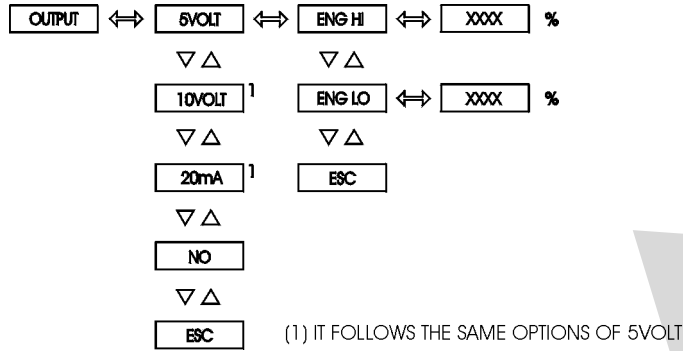 OUTPUT 5VOLT ENG HI XXXX %
10VOLT 1 ENG LO XXXX %
20mA 1 ESC
NO
ESC (1) IT FOLLOWS THE SAME OPTIONS OF 5VOLT